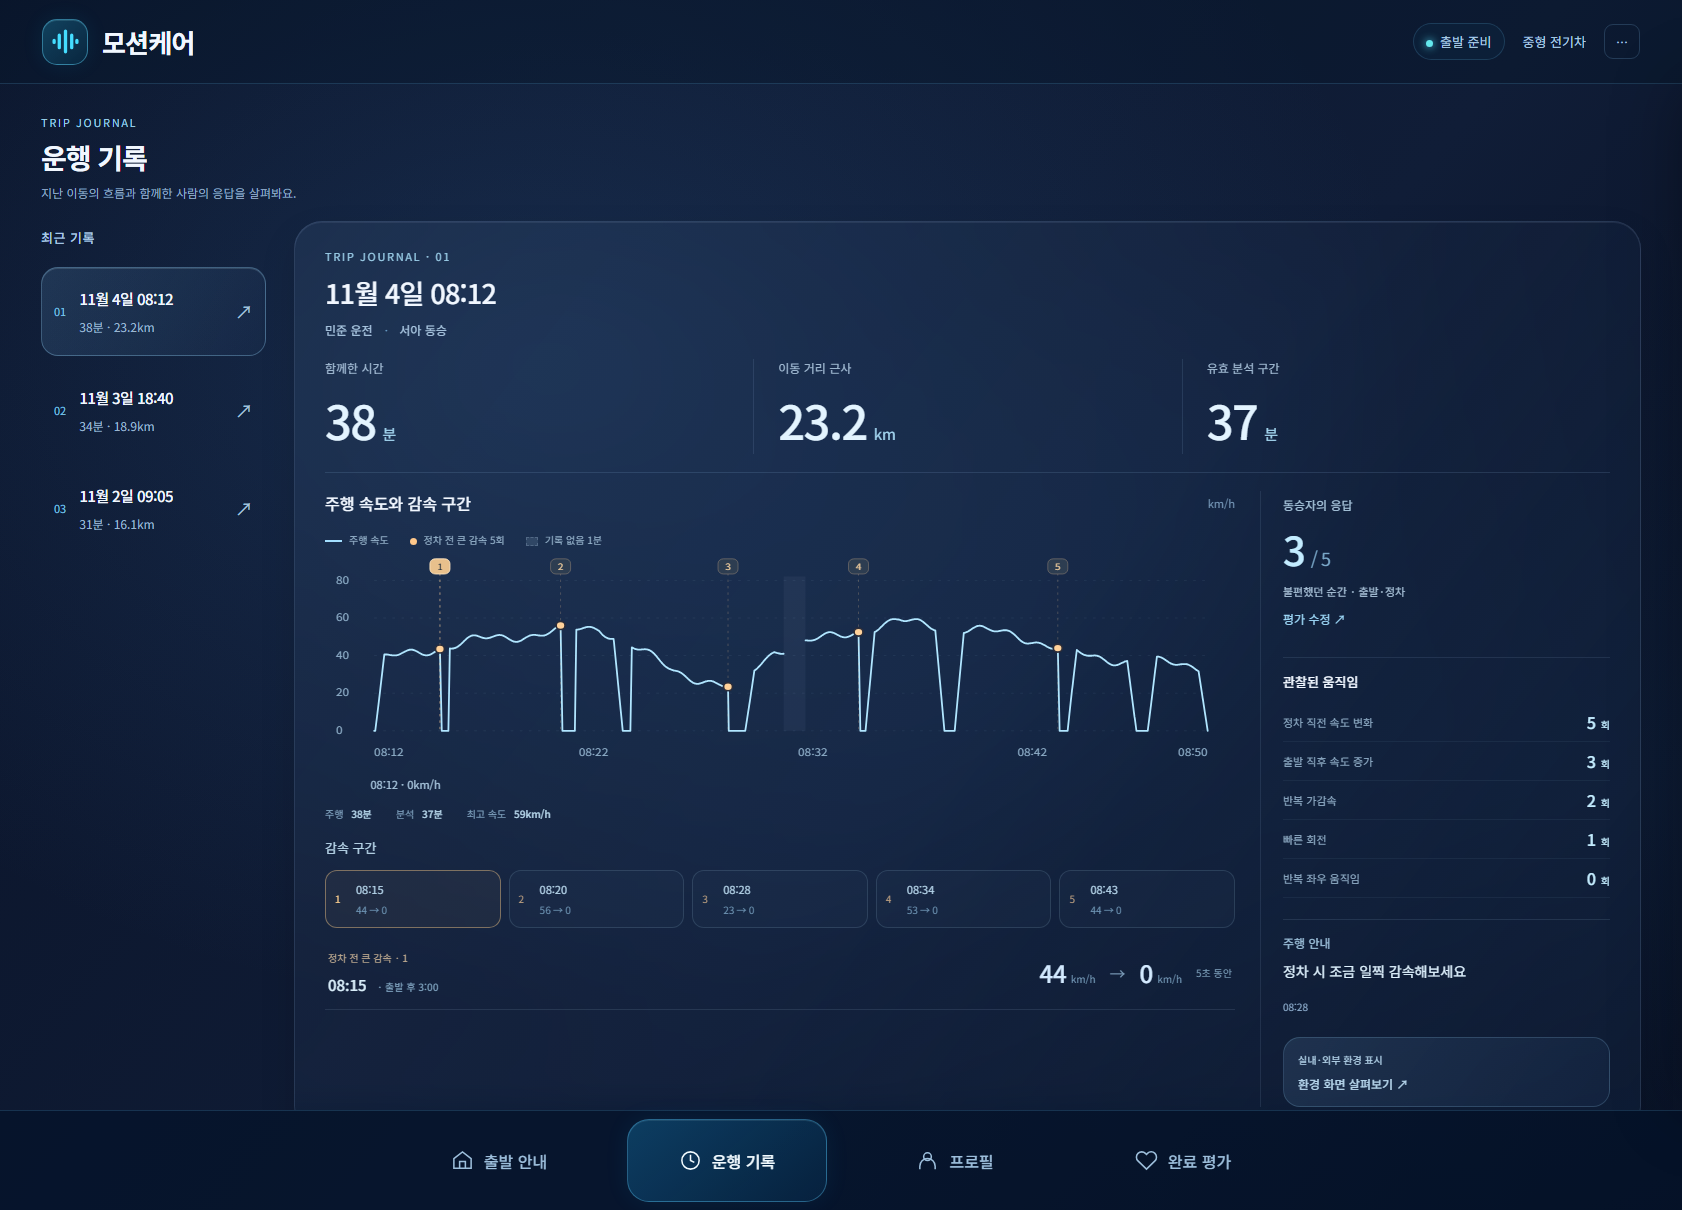 모션케어
출발 준비
중형 전기차
···
TRIP JOURNAL
운행 기록
지난 이동의 흐름과 함께한 사람의 응답을 살펴봐요.
최근 기록
01
11월 4일 08:12
38분 · 23.2km
↗
02
11월 3일 18:40
34분 · 18.9km
↗
03
11월 2일 09:05
31분 · 16.1km
↗
TRIP JOURNAL · 01
11월 4일 08:12
민준 운전 · 서아 동승
함께한 시간
38 분
이동 거리 근사
23.2 km
유효 분석 구간
37 분
주행 속도와 감속 구간
km/h
주행 속도
정차 전 큰 감속 5회
기록 없음 1분
1 2 3 4 5
80
60
40
20
0
08:12 08:22 08:32 08:42 08:50
08:12 · 0km/h
주행 38분 분석 37분 최고 속도 59km/h
감속 구간
1
08:15
44 → 0
2
08:20
56 → 0
3
08:28
23 → 0
4
08:34
53 → 0
5
08:43
44 → 0
정차 전 큰 감속 · 1
08:15 · 출발 후 3:00
44 km/h → 0 km/h 5초 동안
동승자의 응답
3 / 5
불편했던 순간 · 출발·정차
평가 수정 ↗
관찰된 움직임
정차 직전 속도 변화 5 회
출발 직후 속도 증가 3 회
반복 가감속 2 회
빠른 회전 1 회
반복 좌우 움직임 0 회
주행 안내
정차 시 조금 일찍 감속해보세요
08:28
실내·외부 환경 표시
환경 화면 살펴보기 ↗
출발 안내
운행 기록
프로필
완료 평가